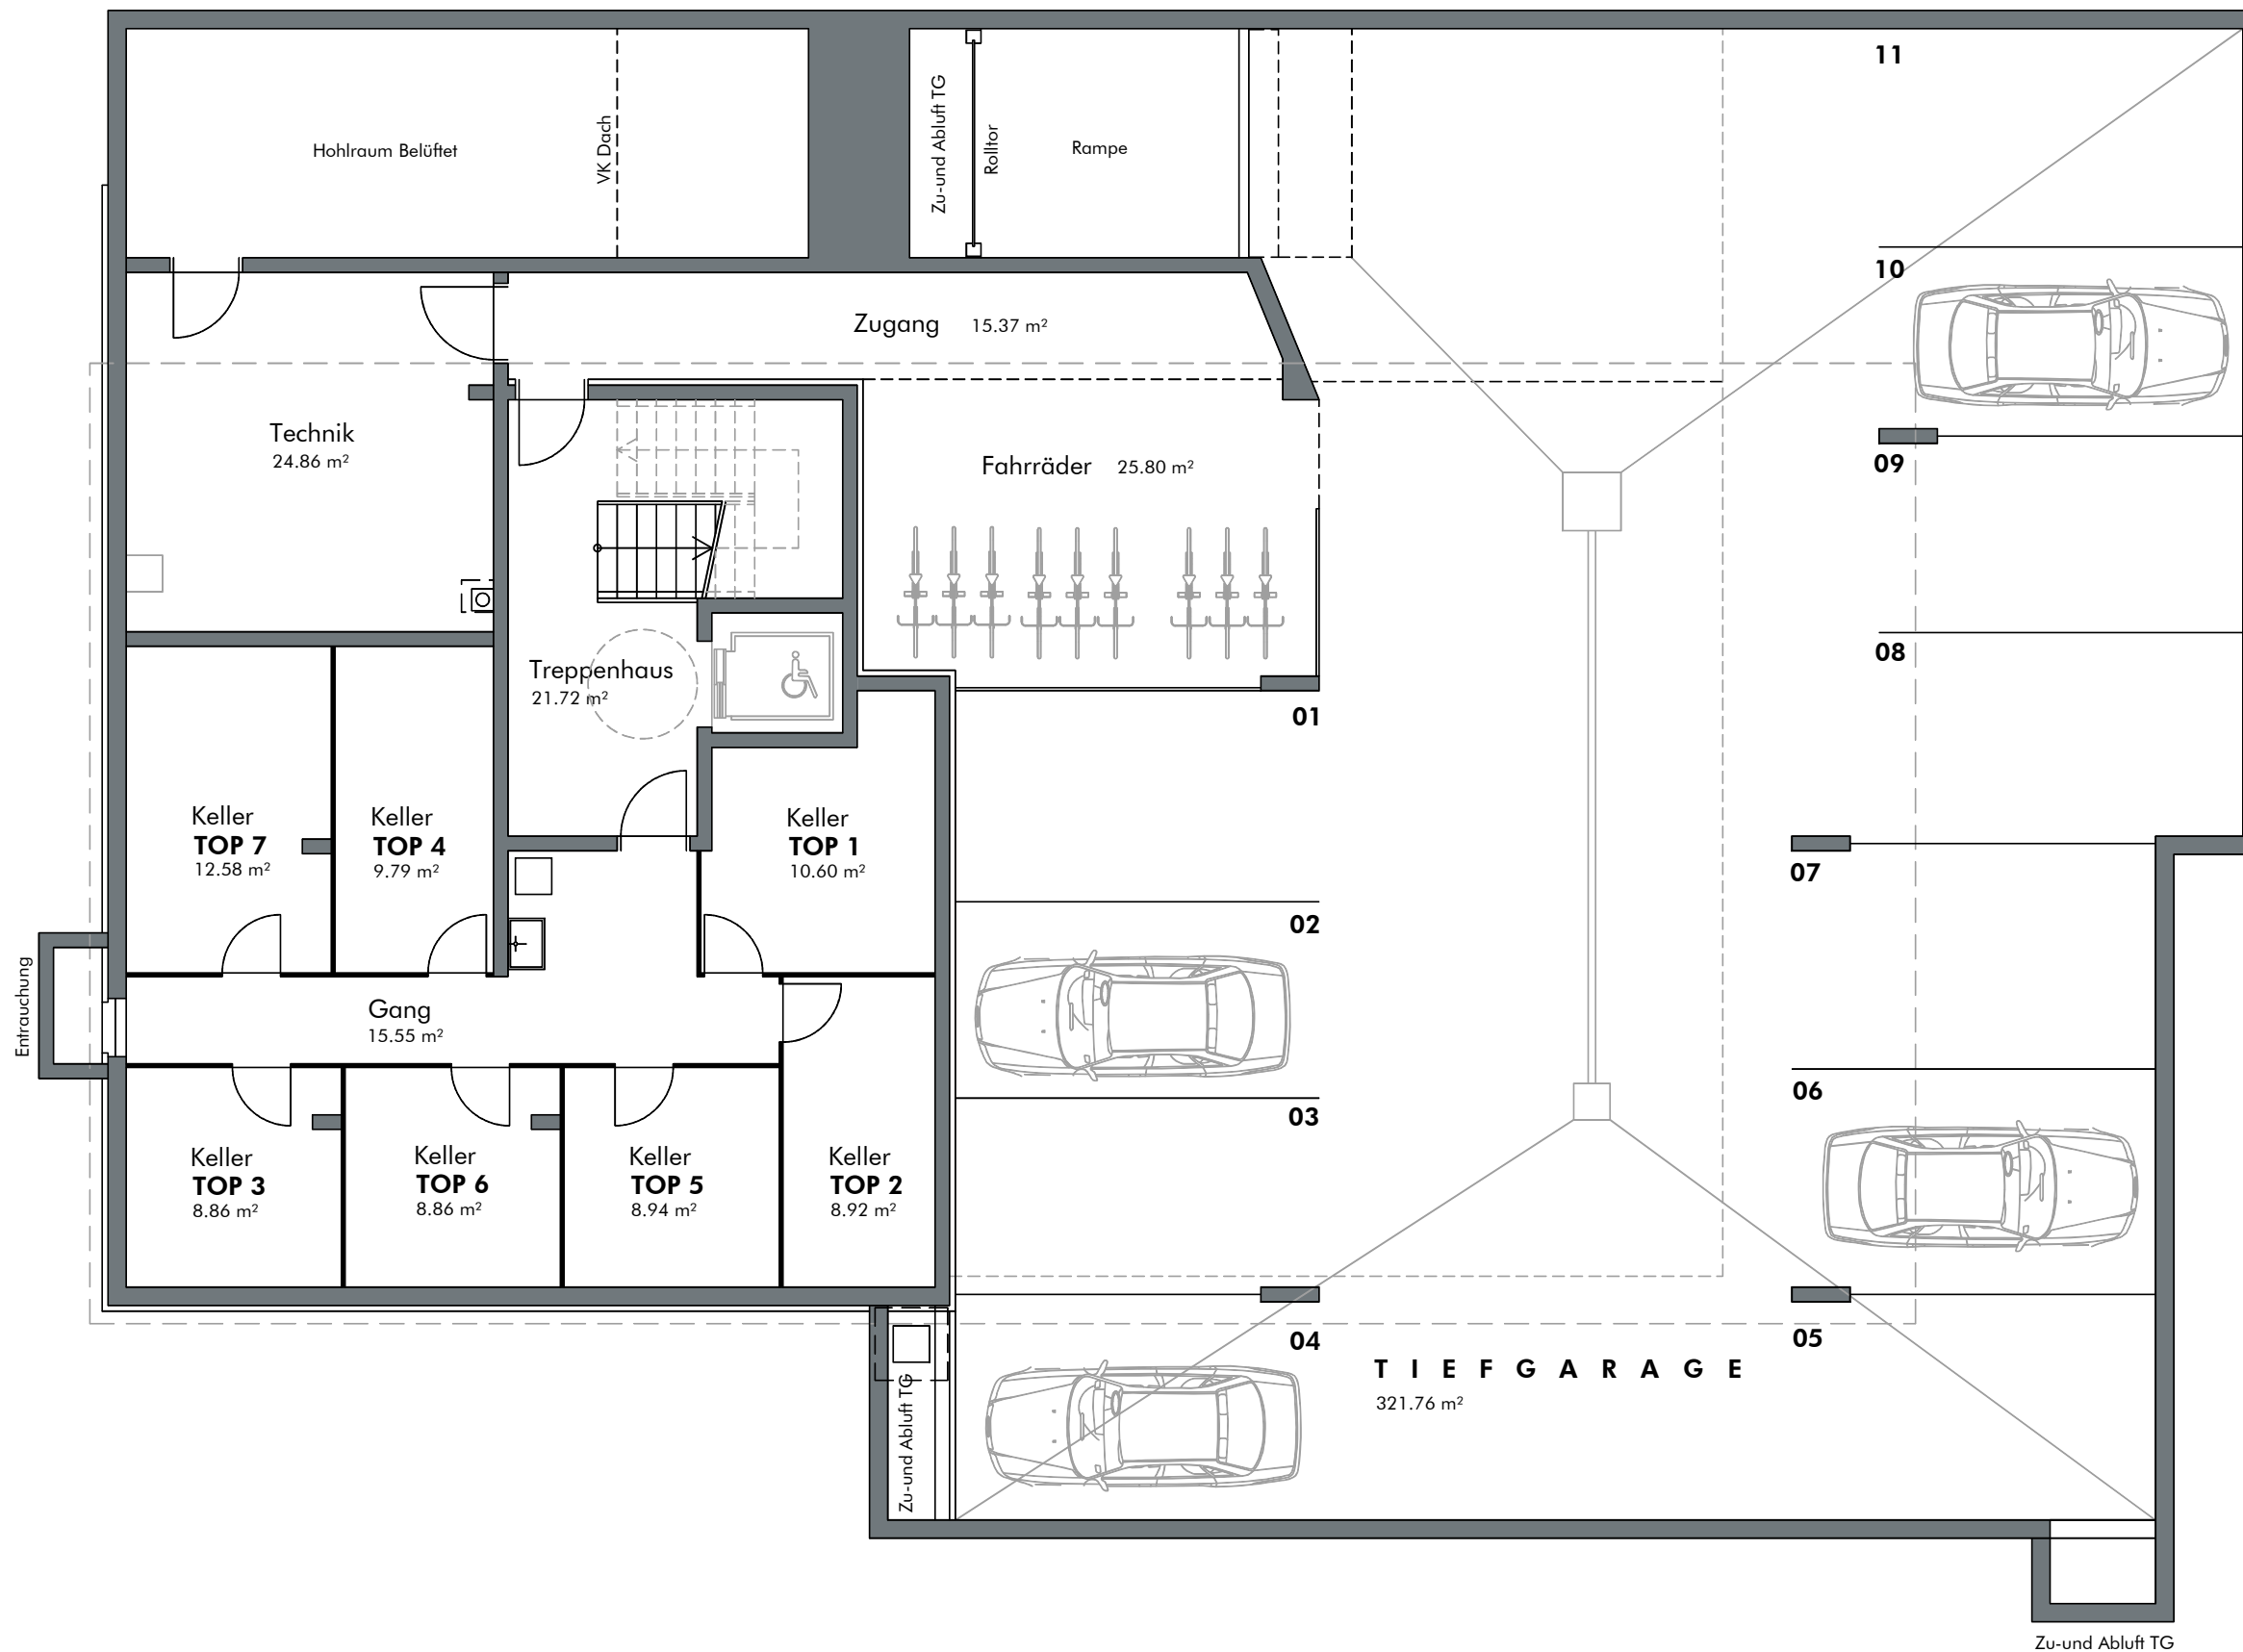 11
Hohlraum Belüftet
VK Dach
Zu-und Abluft TG
Rolltor
Rampe
10
Zugang 15.37 m²
Technik
24.86 m²
Fahrräder 25.80 m²
09
08
Treppenhaus
21.72 m²
01
Keller
TOP 7
12.58 m²
Keller
TOP 4
9.79 m²
Keller
TOP 1
10.60 m²
07
02
Entrauchung
Gang
15.55 m²
06
03
Keller
TOP 3
8.86 m²
Keller
TOP 6
8.86 m²
Keller
TOP 5
8.94 m²
Keller
TOP 2
8.92 m²
04
05
TIEFGARAGE
321.76 m²
Zu-und Abluft TG
Zu-und Abluft TG